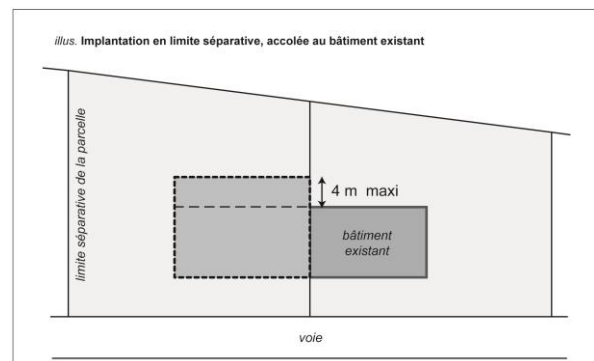 illus. Implantation en limite séparative, accolée au bâtiment existant
limite séparative de la parcelle
4 m maxi
bâtiment
existant
voie